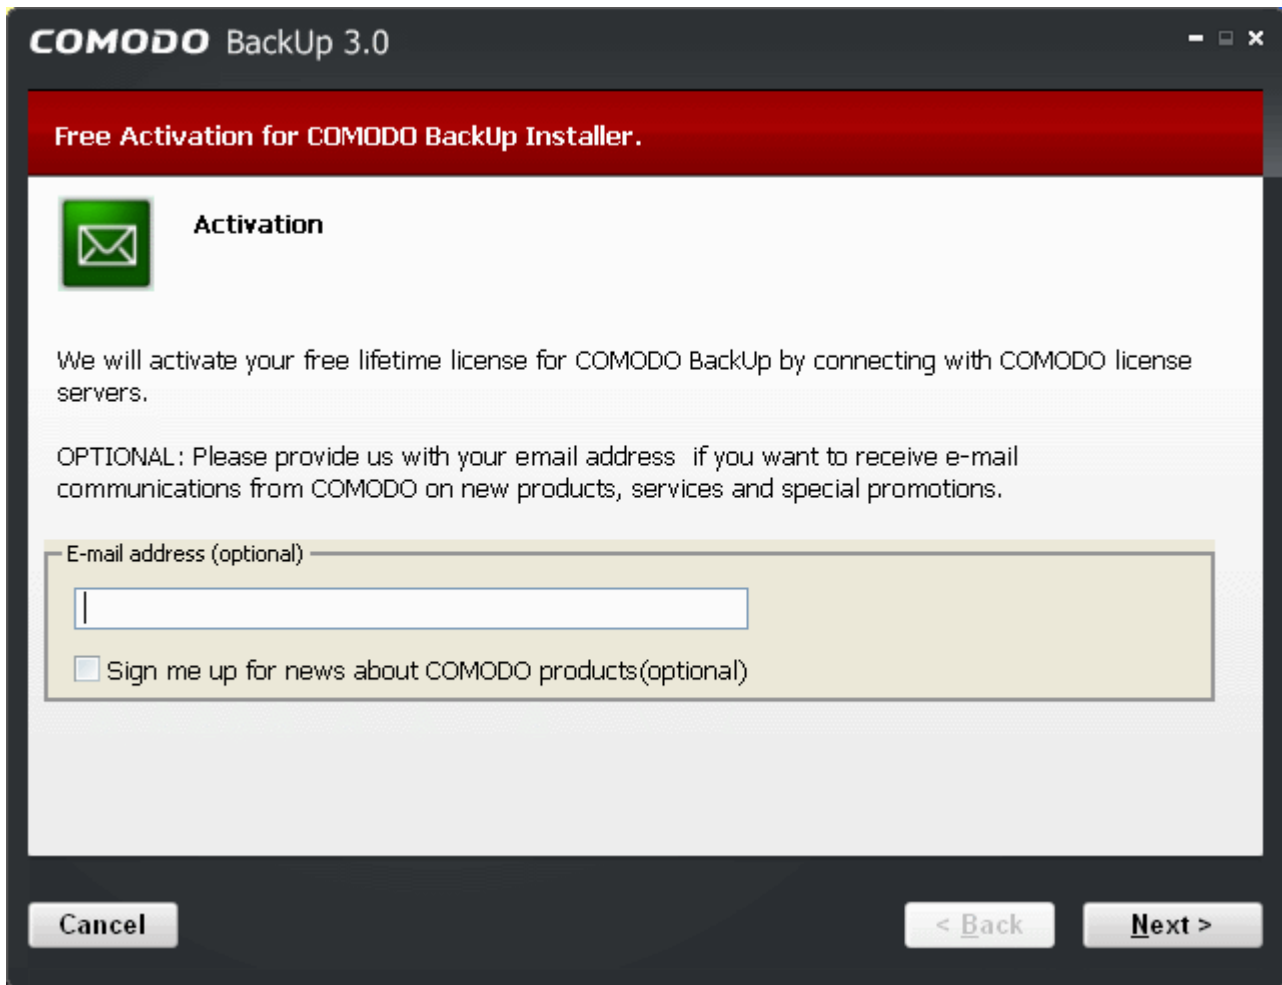 COMODO BackUp 3.0
Free Activation for COMODO BackUp Installer.
Activation
We will activate your free lifetime license for COMODO BackUp by connecting with COMODO license
servers.
OPTIONAL: Please provide us with your email address  if you want to receive e-mail
communications from COMODO on new products, services and special promotions.
E-mail address (optional)
Sign me up for news about COMODO products(optional)
Cancel
< Back
Next >